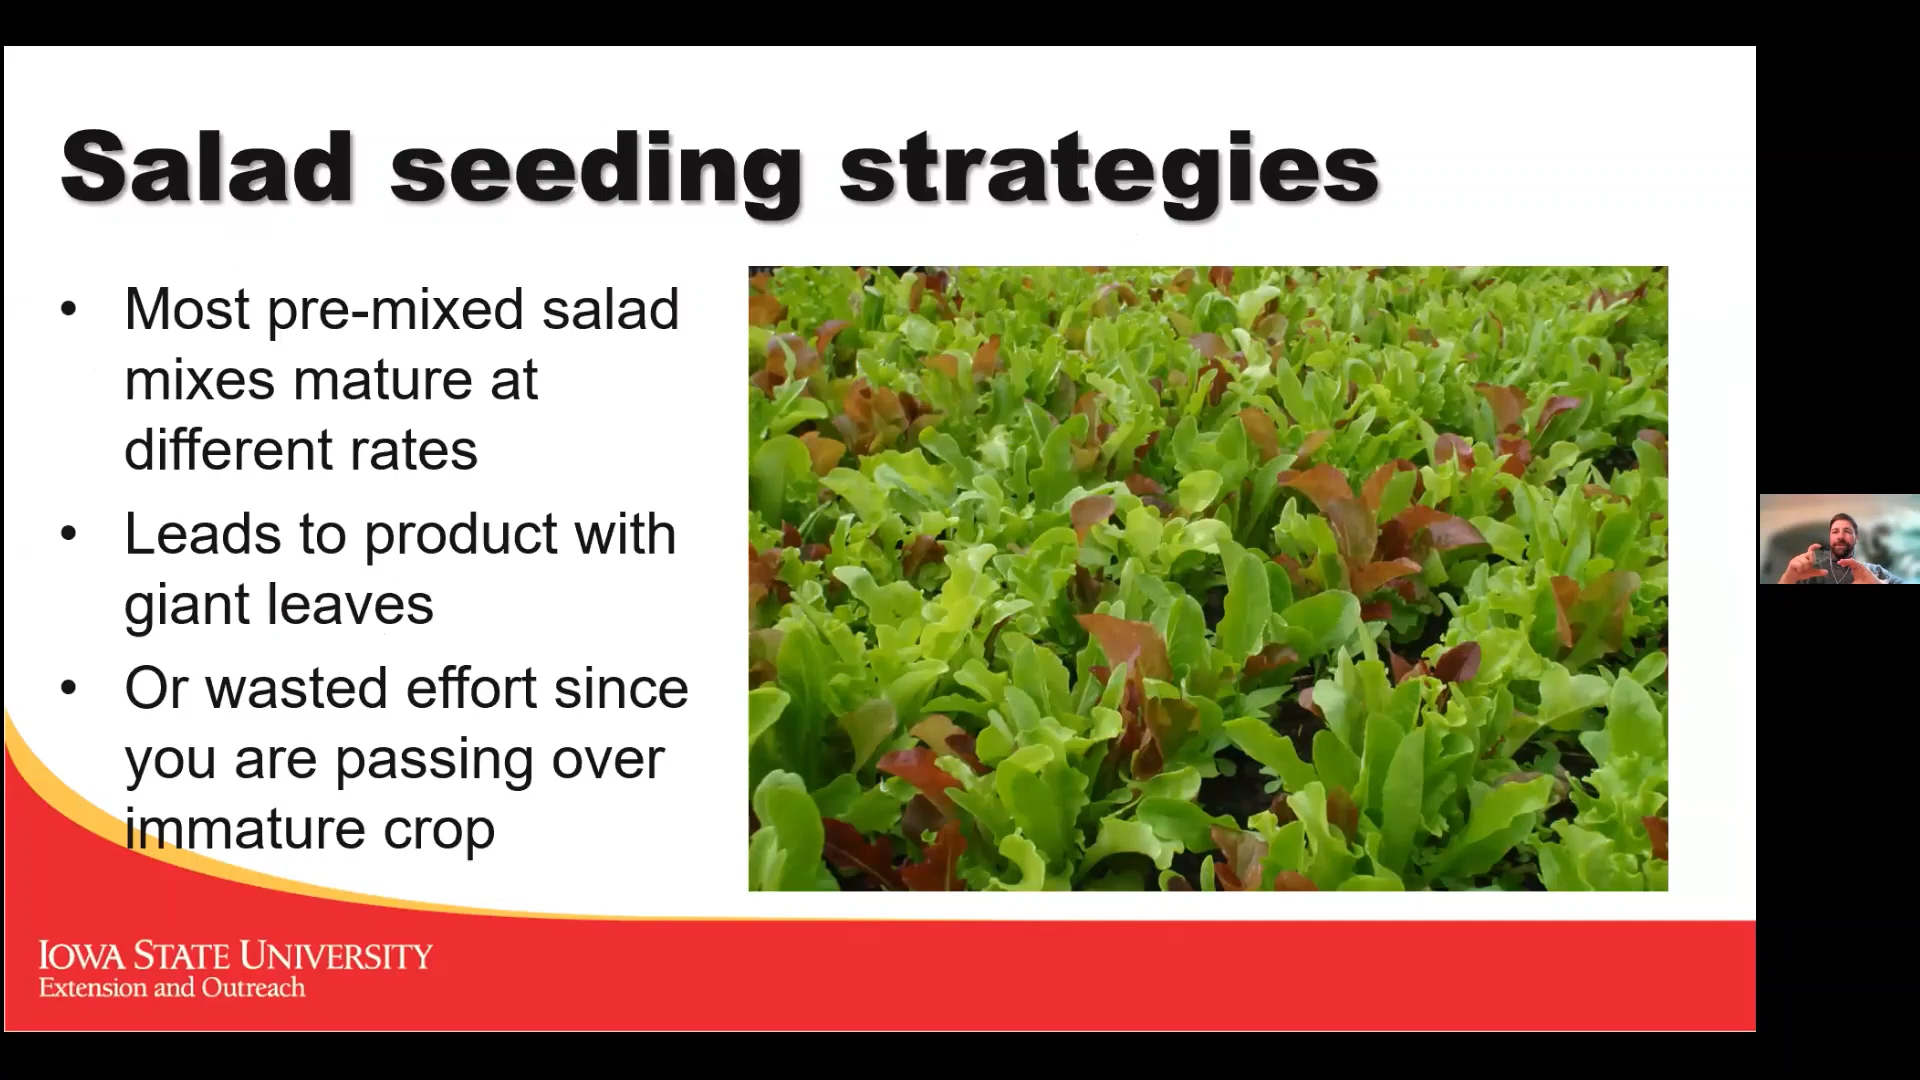 Salad seeding strategies
• Most pre-mixed salad
mixes mature at
different rates
• Leads to product with
giant leaves
• Or wasted effort since
you are passing over
immature crop
IOWA STATE UNIVERSITY
Extension and Outreach